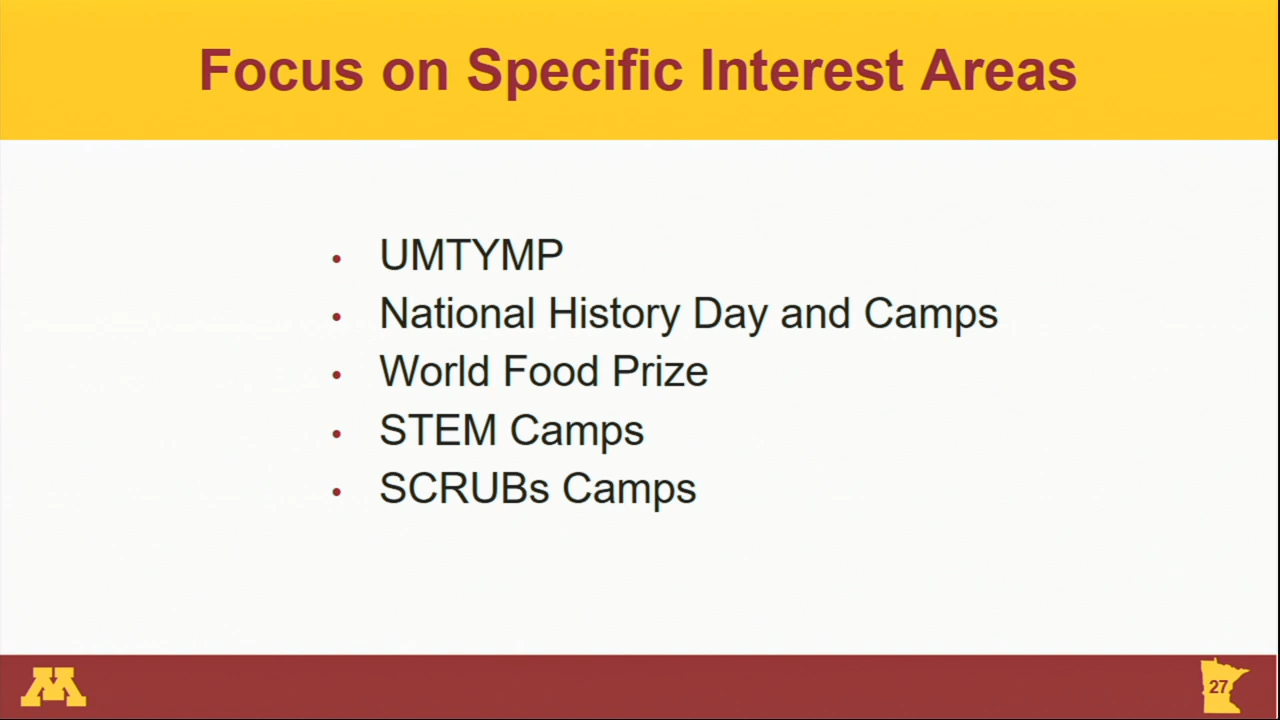 Focus on Specific Interest Areas
• UMTYMP
• National History Day and Camps
• World Food Prize
• STEM Camps
• SCRUBs Camps
M
27